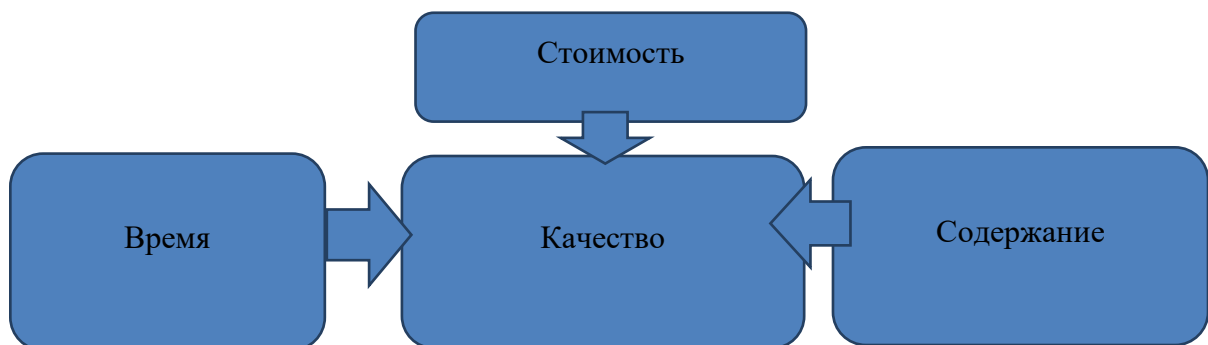 Стоимость
Время
Качество
Содержание